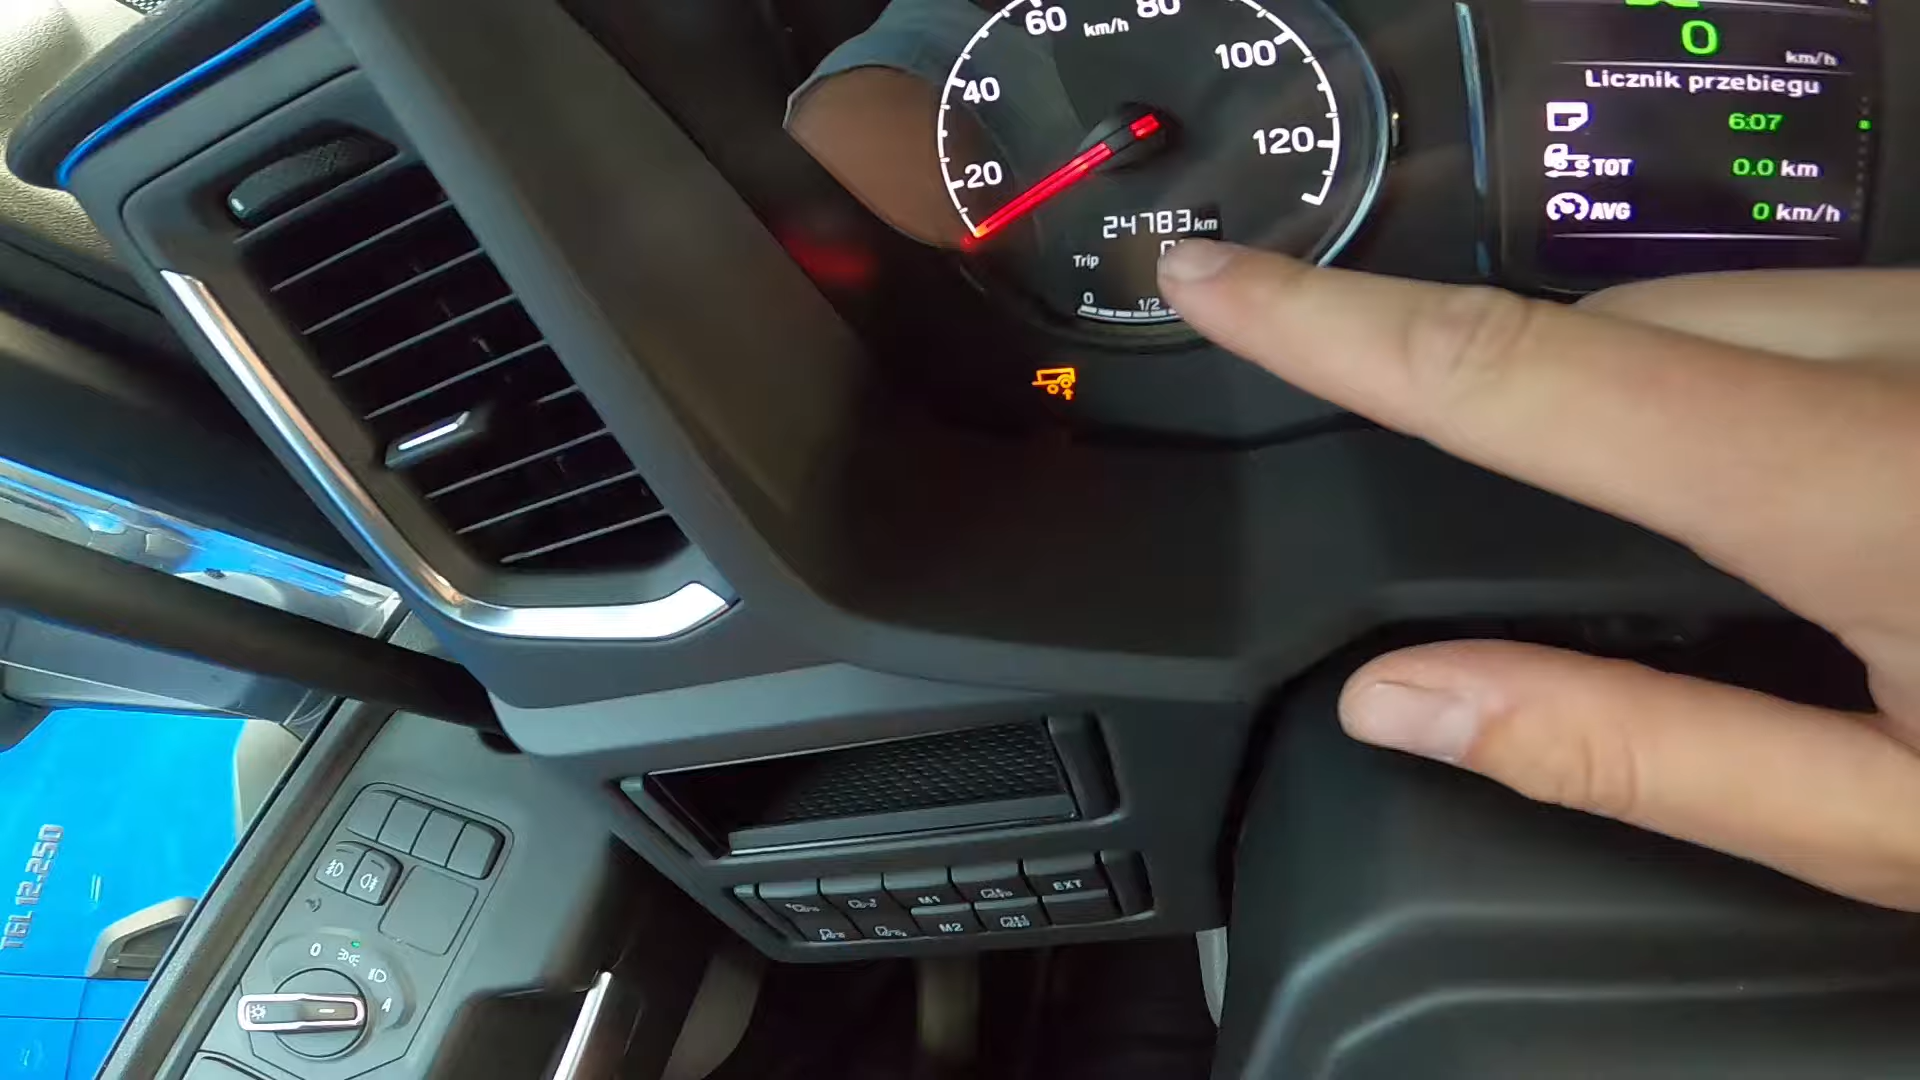 60 km/h 80
40
100
20
120
24783 km
Trip
0 1/2
0
km/h
Licznik przebiegu
6:07
TOT 0.0 km
AVG 0 km/h
M1
EXT
M2
0
A
TGL 12.250